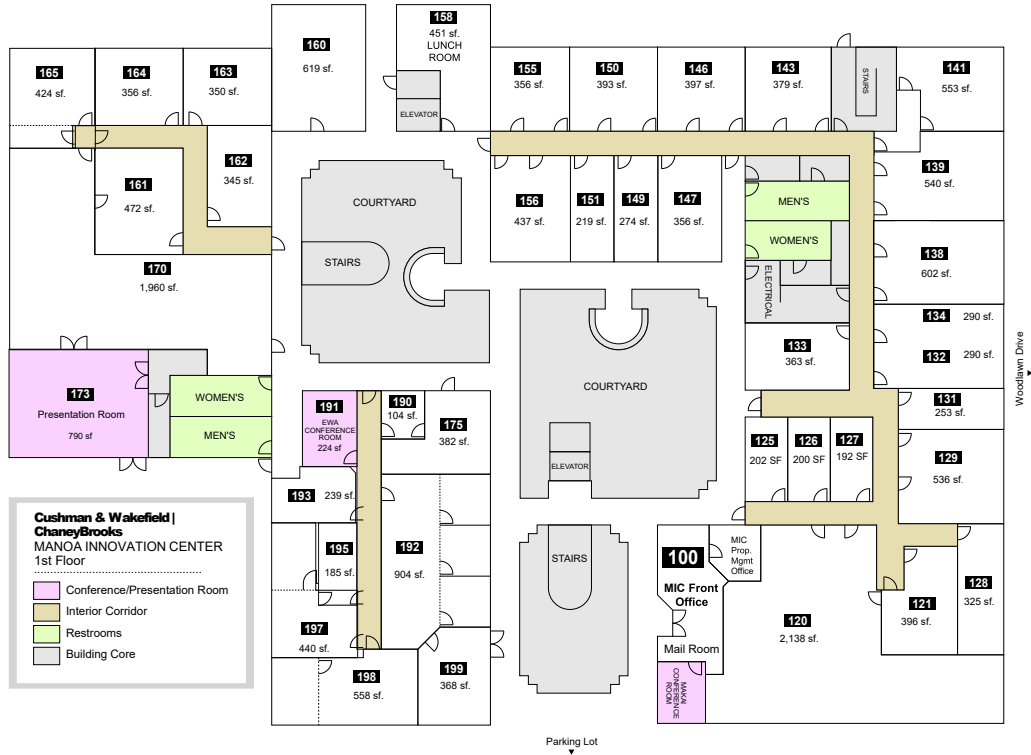 158
451 sf.
LUNCH
ROOM
ELEVATOR
160
619 sf.
165
424 sf.
164
356 sf.
163
350 sf.
155
356 sf.
150
393 sf.
146
397 sf.
143
379 sf.
STAIRS
141
553 sf.
162
345 sf.
161
472 sf.
139
540 sf.
156
437 sf.
151
219 sf.
149
274 sf.
147
356 sf.
MEN'S
WOMEN'S
ELECTRICAL
COURTYARD
STAIRS
170
1,960 sf.
138
602 sf.
134 290 sf.
132 290 sf.
133
363 sf.
Woodlawn Drive
173
Presentation Room
790 sf
WOMEN'S
MEN'S
COURTYARD
ELEVATOR
191
EWA
CONFERENCE
ROOM
224 sf
190
104 sf.
175
382 sf.
131
253 sf.
125
202 SF
126
200 SF
127
192 SF
129
536 sf.
193 239 sf.
195
185 sf.
192
904 sf.
STAIRS
100
MIC Front
Office
MIC
Prop.
Mgmt
Office
Mail Room
MAKAI
CONFERENCE
ROOM
120
2,138 sf.
121
396 sf.
128
325 sf.
197
440 sf.
198
558 sf.
199
368 sf.
Cushman & Wakefield |
ChaneyBrooks
MANOA INNOVATION CENTER
1st Floor
Conference/Presentation Room
Interior Corridor
Restrooms
Building Core
Parking Lot